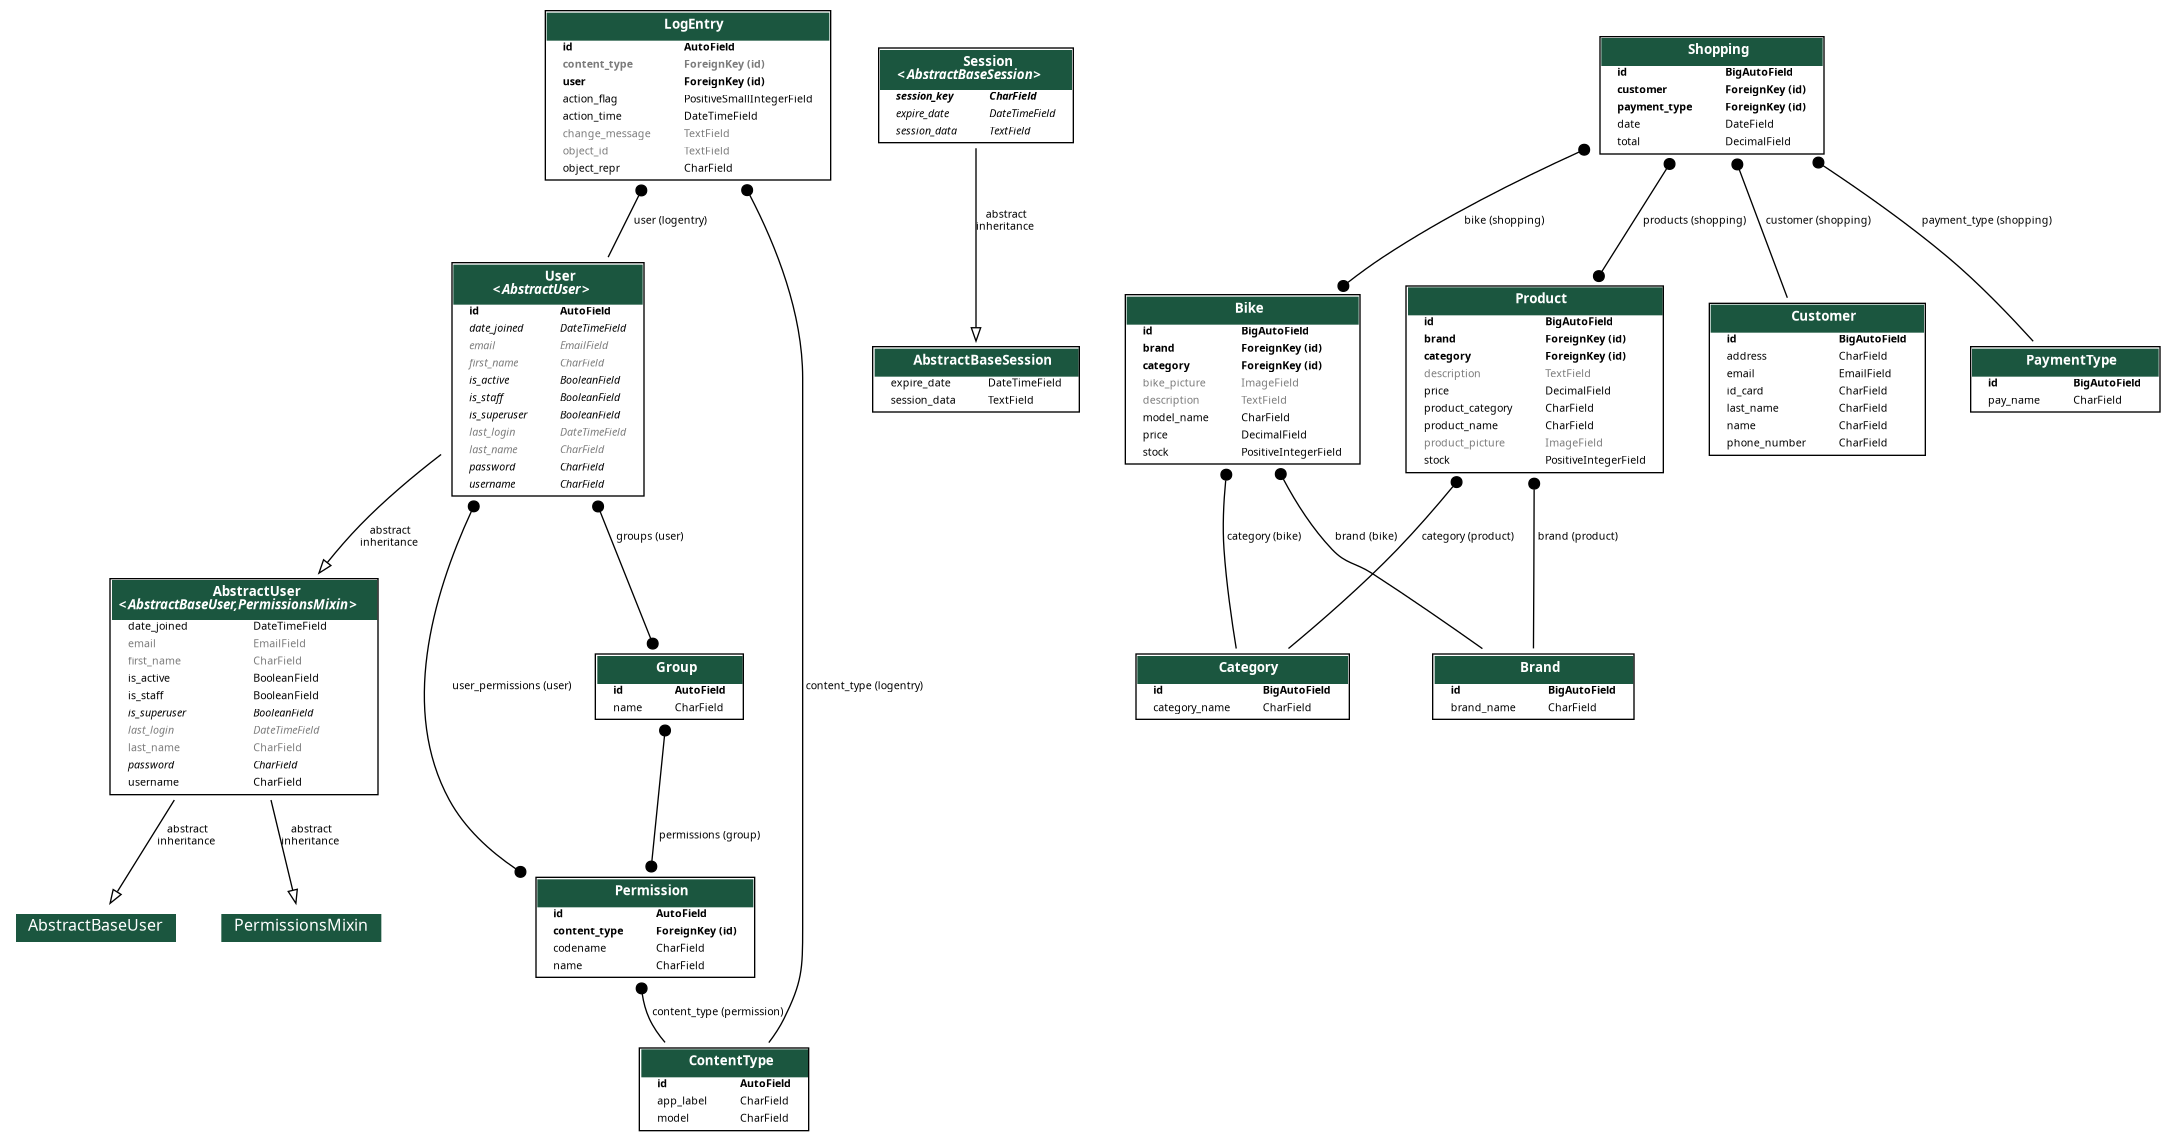 LogEntry
id AutoField
content_type ForeignKey (id)
user ForeignKey (id)
action_flag PositiveSmallIntegerField
action_time DateTimeField
change_message TextField
object_id TextField
object_repr CharField
Session
<AbstractBaseSession>
session_key CharField
expire_date DateTimeField
session_data TextField
Shopping
id BigAutoField
customer ForeignKey (id)
payment_type ForeignKey (id)
date DateField
total DecimalField
user (logentry)
abstract
inheritance
bike (shopping)
products (shopping)
customer (shopping)
payment_type (shopping)
User
<AbstractUser>
id AutoField
date_joined DateTimeField
email EmailField
first_name CharField
is_active BooleanField
is_staff BooleanField
is_superuser BooleanField
last_login DateTimeField
last_name CharField
password CharField
username CharField
AbstractBaseSession
expire_date DateTimeField
session_data TextField
Bike
id BigAutoField
brand ForeignKey (id)
category ForeignKey (id)
bike_picture ImageField
description TextField
model_name CharField
price DecimalField
stock PositiveIntegerField
Product
id BigAutoField
brand ForeignKey (id)
category ForeignKey (id)
description TextField
price DecimalField
product_category CharField
product_name CharField
product_picture ImageField
stock PositiveIntegerField
Customer
id BigAutoField
address CharField
email EmailField
id_card CharField
last_name CharField
name CharField
phone_number CharField
PaymentType
id BigAutoField
pay_name CharField
abstract
inheritance
groups (user)
category (bike)
brand (bike)
category (product)
brand (product)
AbstractUser
<AbstractBaseUser,PermissionsMixin>
date_joined DateTimeField
email EmailField
first_name CharField
is_active BooleanField
is_staff BooleanField
is_superuser BooleanField
last_login DateTimeField
last_name CharField
password CharField
username CharField
user_permissions (user)
Group
id AutoField
name CharField
content_type (logentry)
Category
id BigAutoField
category_name CharField
Brand
id BigAutoField
brand_name CharField
abstract
inheritance
abstract
inheritance
permissions (group)
AbstractBaseUser
PermissionsMixin
Permission
id AutoField
content_type ForeignKey (id)
codename CharField
name CharField
content_type (permission)
ContentType
id AutoField
app_label CharField
model CharField